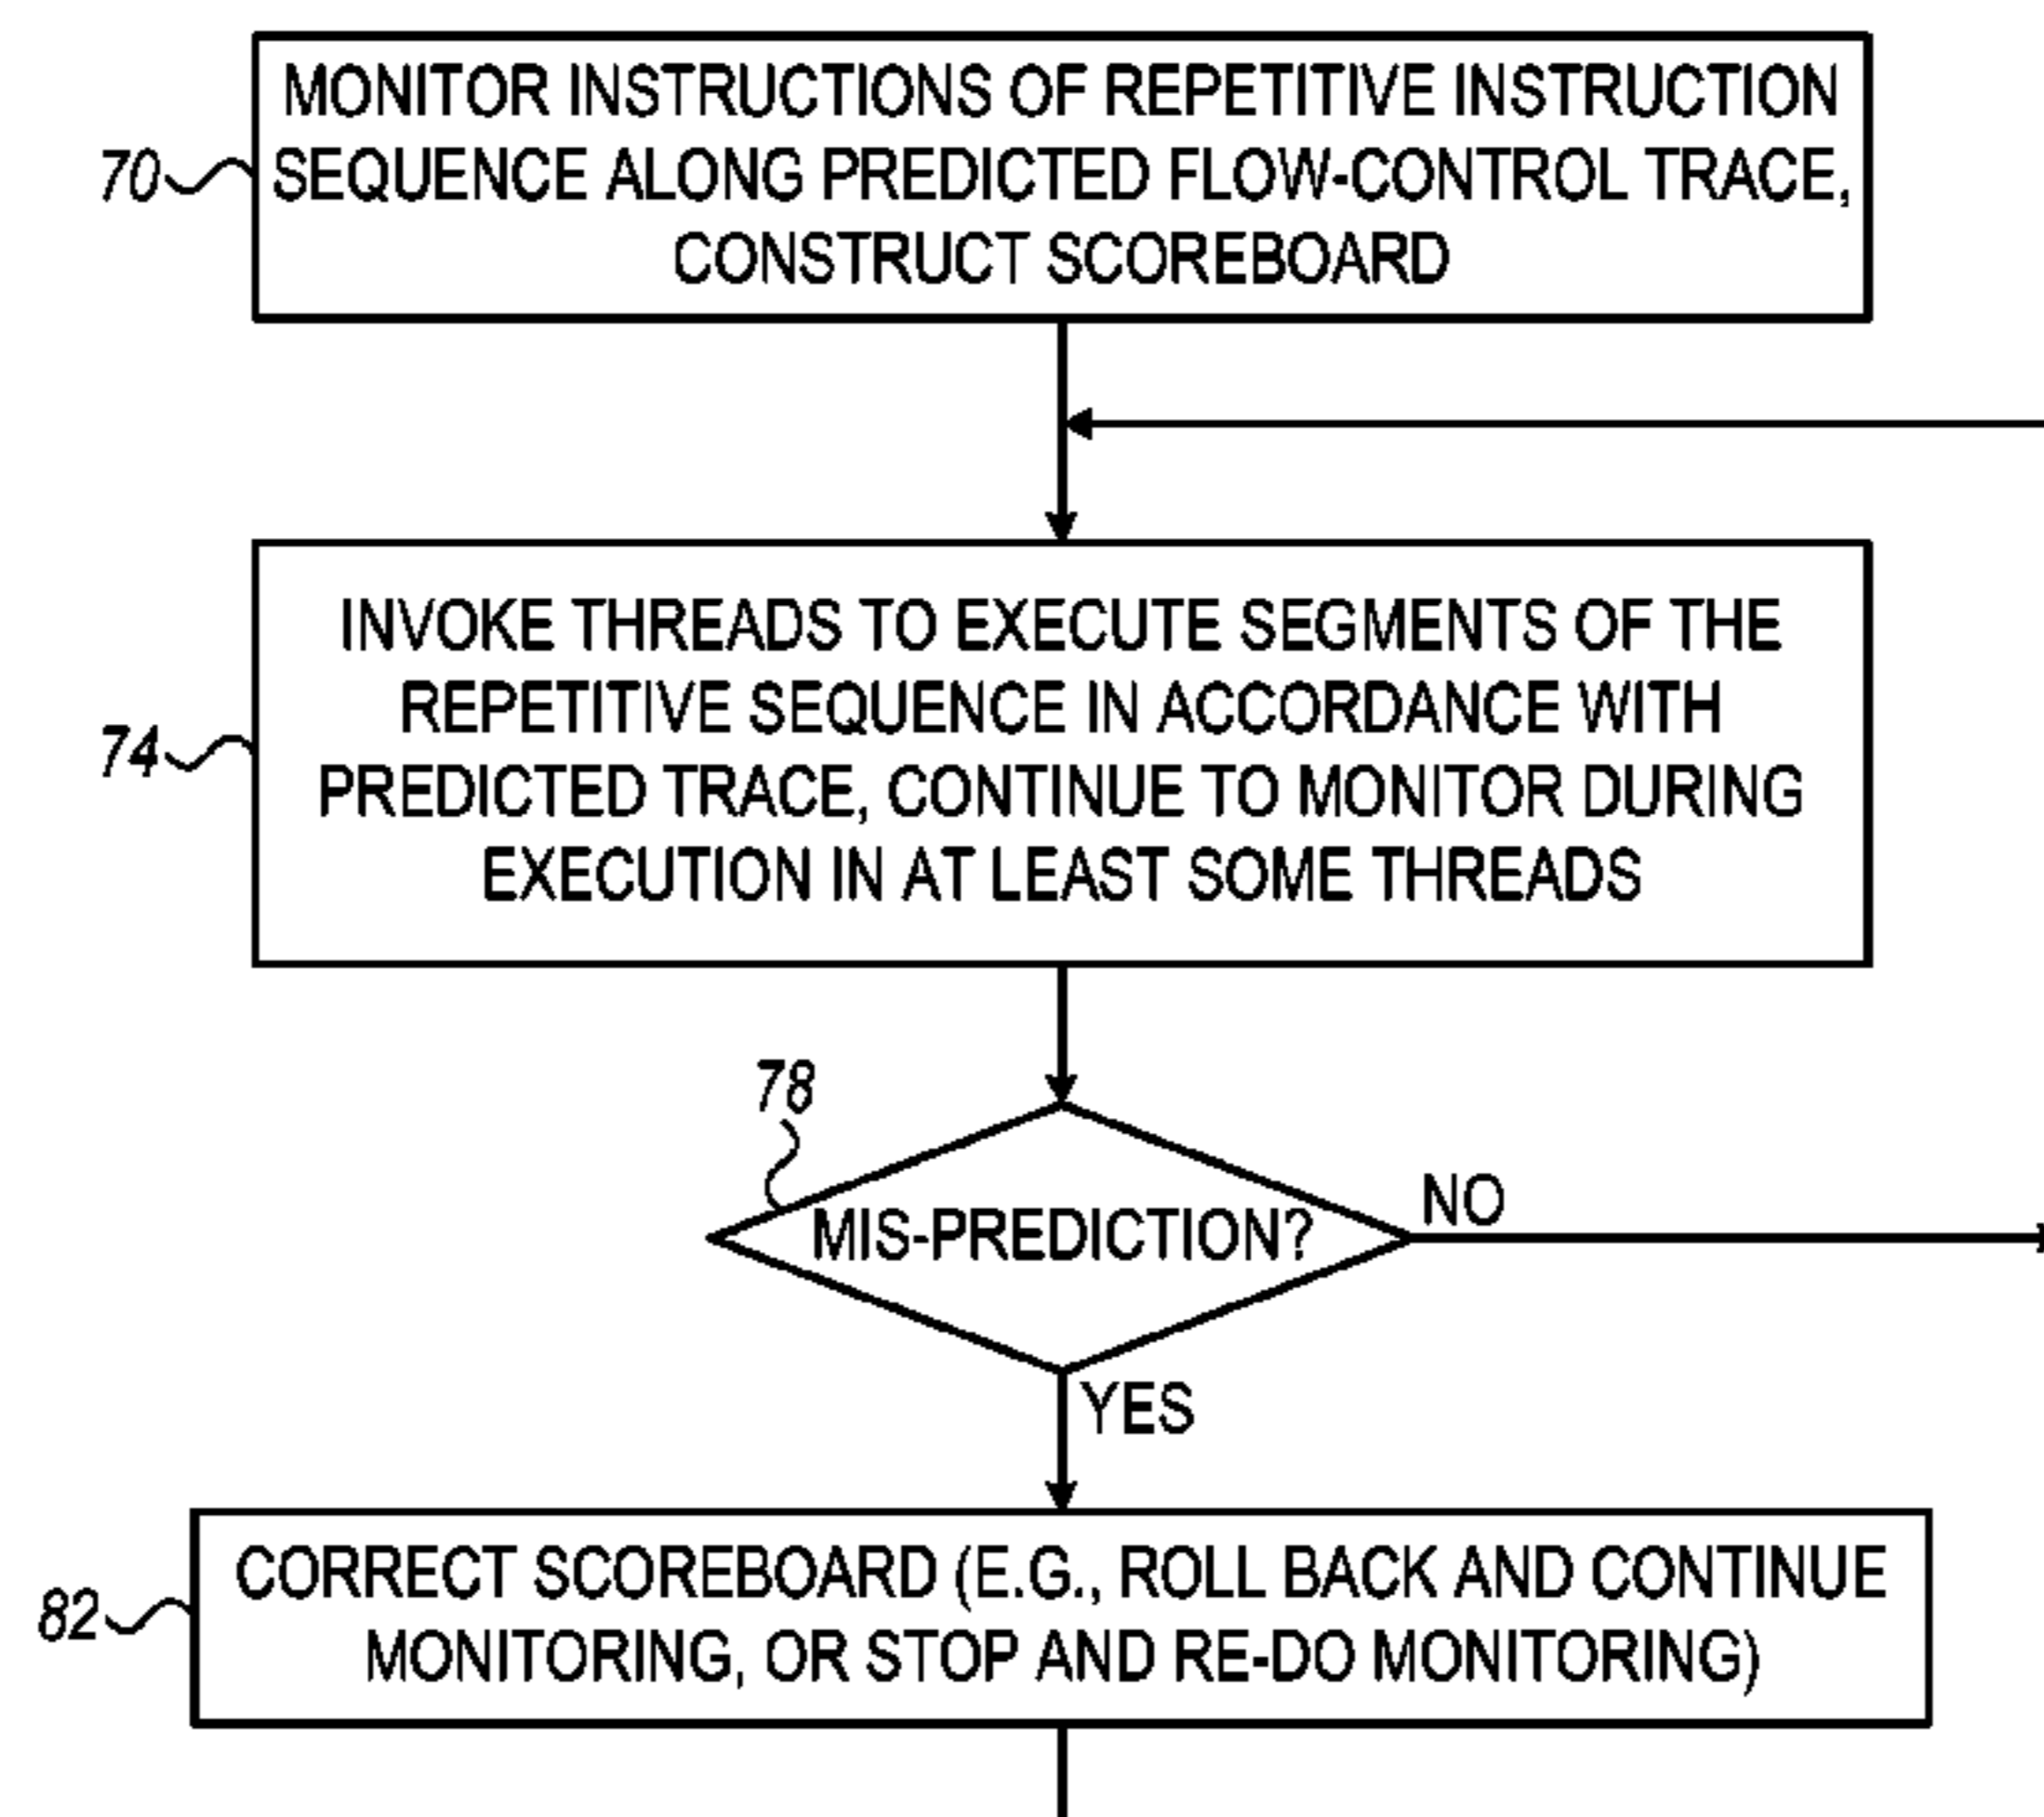 MONITOR INSTRUCTIONS OF REPETITIVE INSTRUCTION
SEQUENCE ALONG PREDICTED FLOW-CONTROL TRACE,
CONSTRUCT SCOREBOARD
70
INVOKE THREADS TO EXECUTE SEGMENTS OF THE
REPETITIVE SEQUENCE IN ACCORDANCE WITH
PREDICTED TRACE, CONTINUE TO MONITOR DURING
EXECUTION IN AT LEAST SOME THREADS
74
78
MIS-PREDICTION?
NO
YES
CORRECT SCOREBOARD (E.G., ROLL BACK AND CONTINUE
MONITORING, OR STOP AND RE-DO MONITORING)
82